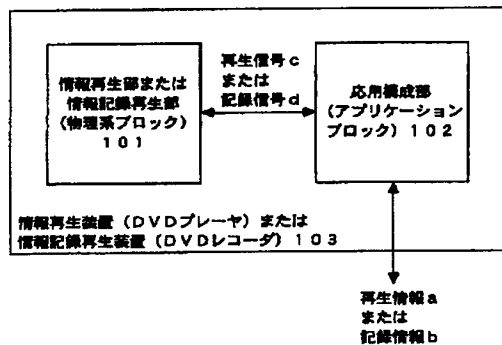 情報再生部または
情報記録再生部
(物理系ブロック)
101
再生信号c
または
記録信号d
応用構成部
(アプリケーション
ブロック)102
情報再生装置(DVDプレーヤ)または
情報記録再生装置(DVDレコーダ)103
再生情報a
または
記録情報b